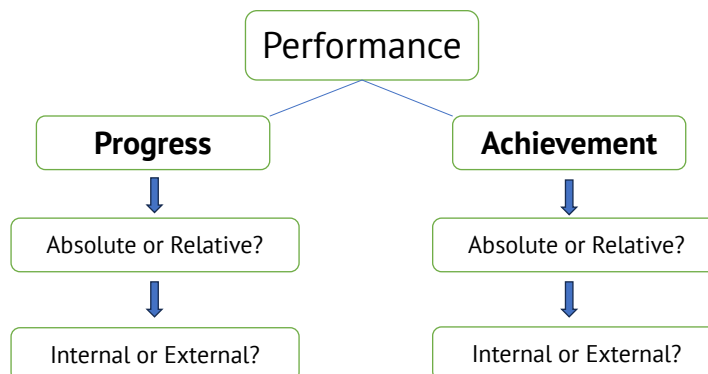 Performance
Progress
Achievement
Absolute or Relative?
Absolute or Relative?
Internal or External?
Internal or External?